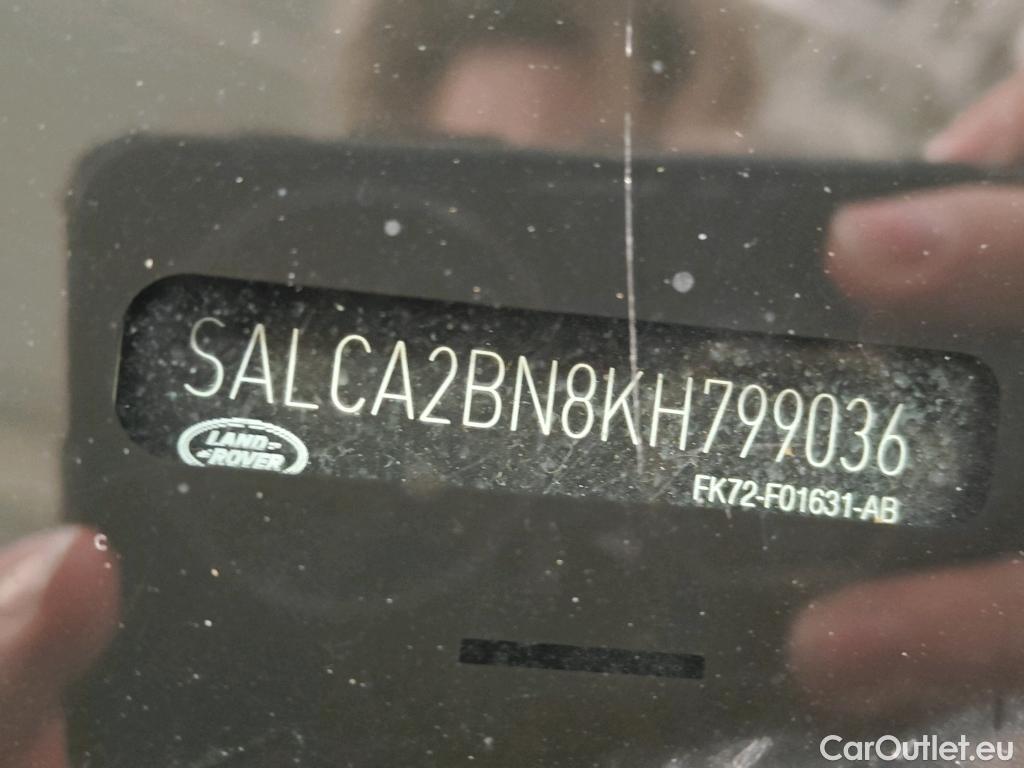 SALCA2BN8KH799036
LAND-
-ROVER
FK72-F01631-AB
CarOutlet.eu